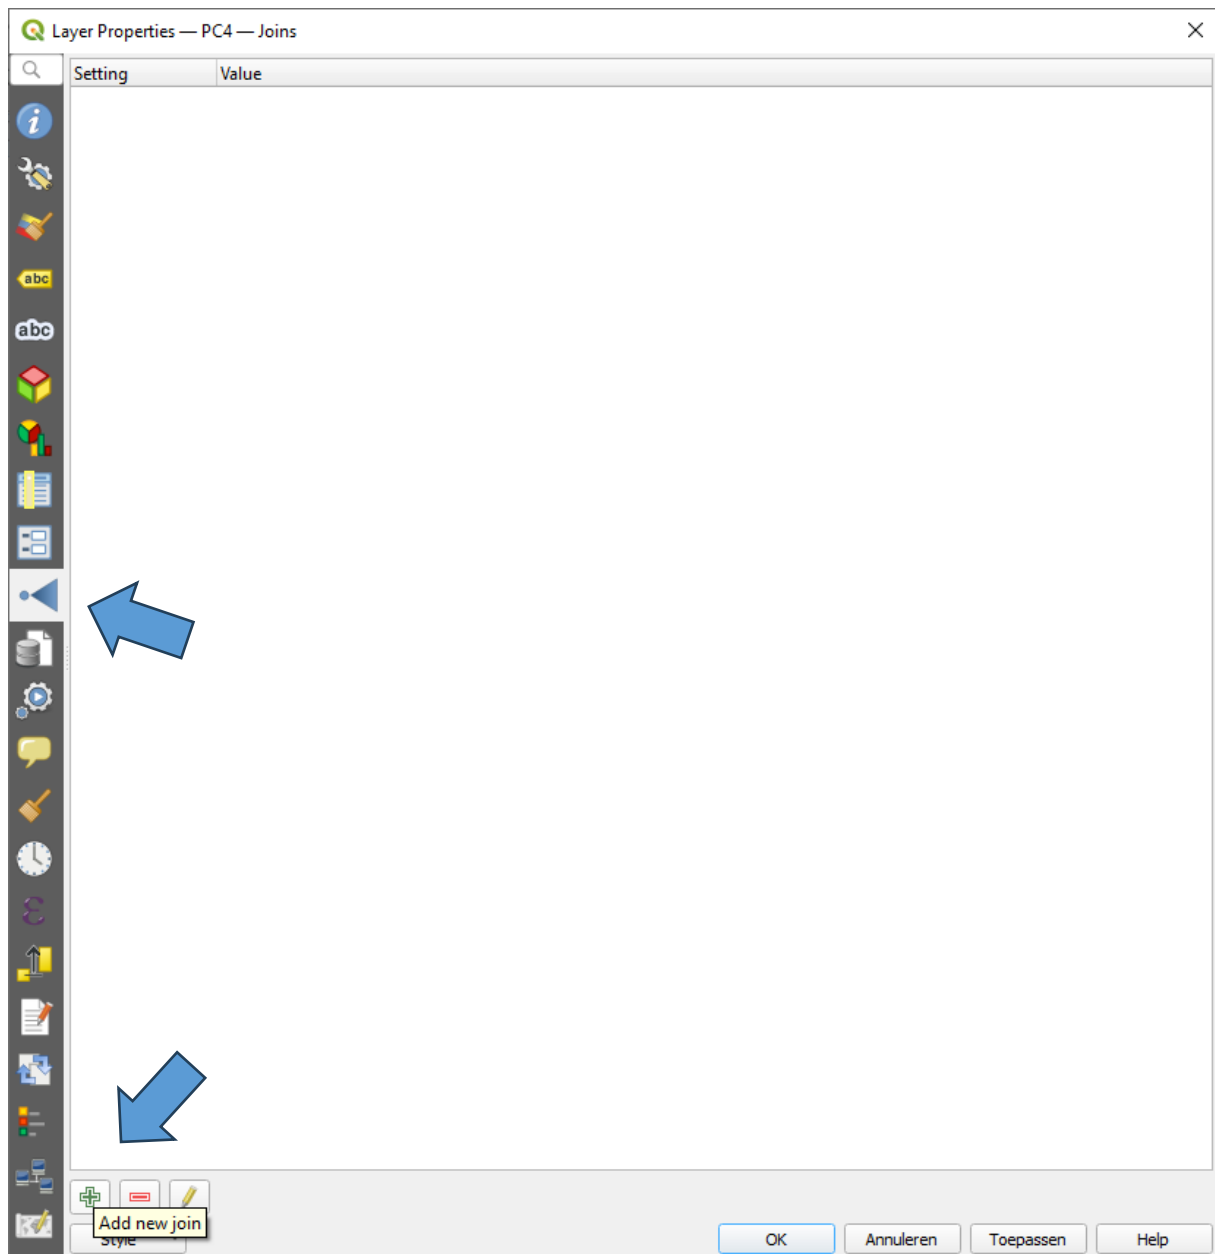 Layer Properties — PC4 — Joins
Setting Value
abc
abc
Add new join
Style
OK Annuleren Toepassen Help